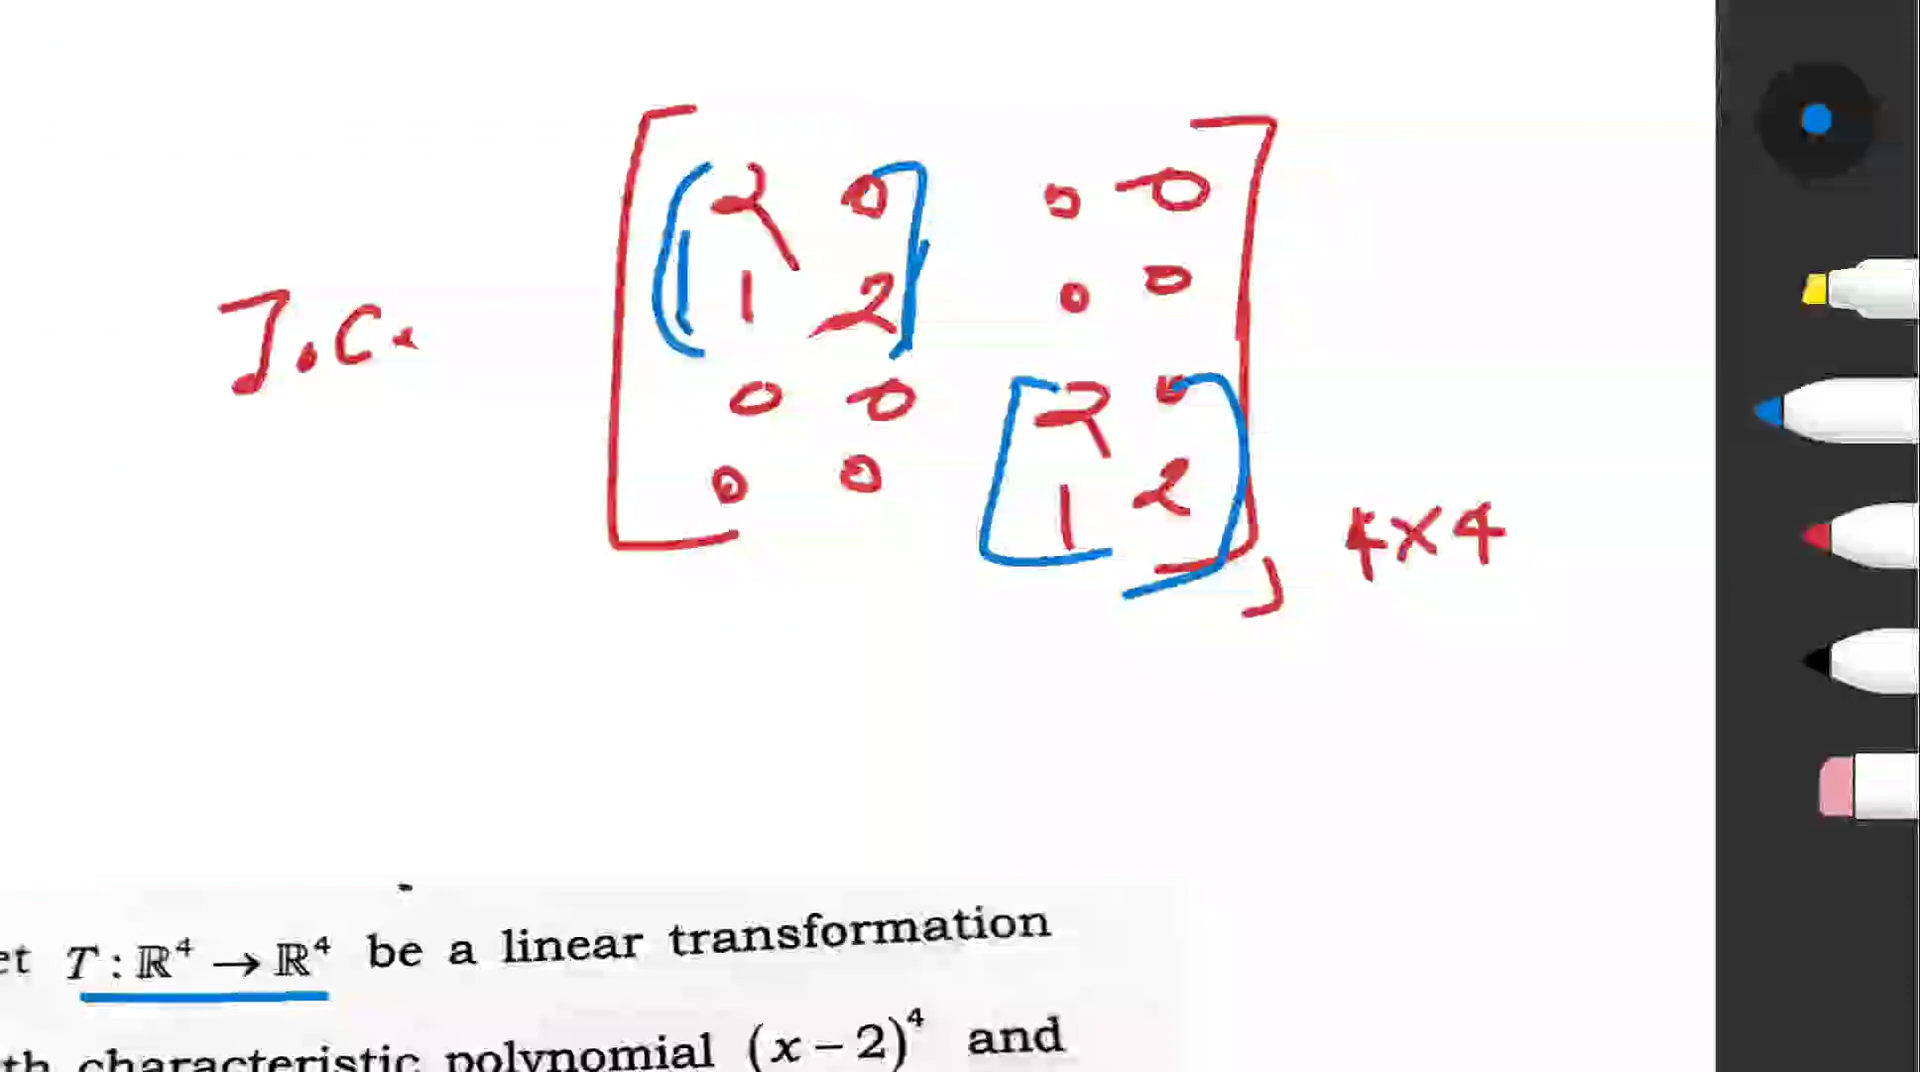 2 0 0 0
J.C. 1 2 0 0
0 0 2 0
0 0 1 2 4×4
et T : ℝ⁴ → ℝ⁴ be a linear transformation
th characteristic polynomial (x − 2)⁴ and